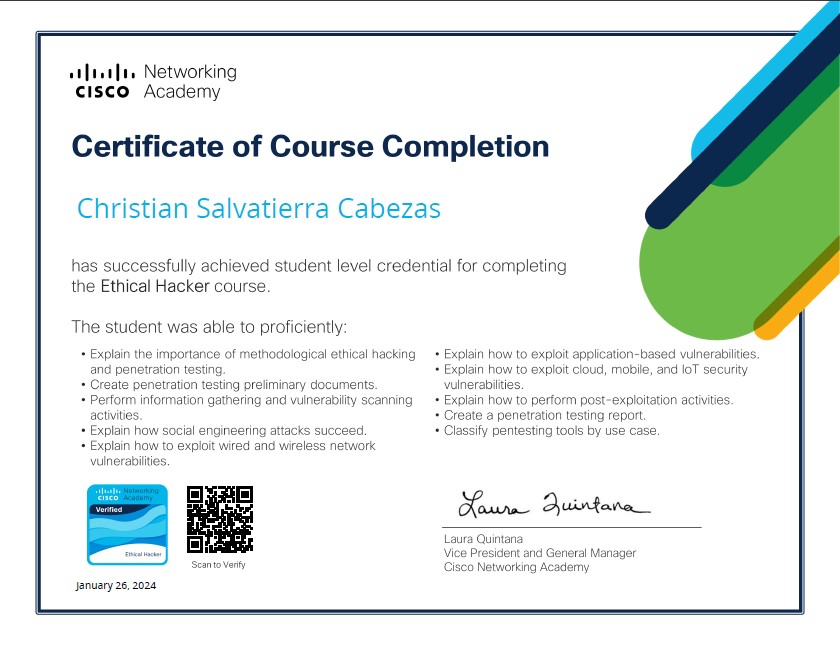 Networking
CISCO Academy
Certificate of Course Completion
Christian Salvatierra Cabezas
has successfully achieved student level credential for completing
the Ethical Hacker course.
The student was able to proficiently:
• Explain the importance of methodological ethical hacking
and penetration testing.
• Create penetration testing preliminary documents.
• Perform information gathering and vulnerability scanning
activities.
• Explain how social engineering attacks succeed.
• Explain how to exploit wired and wireless network
vulnerabilities.
• Explain how to exploit application-based vulnerabilities.
• Explain how to exploit cloud, mobile, and IoT security
vulnerabilities.
• Explain how to perform post-exploitation activities.
• Create a penetration testing report.
• Classify pentesting tools by use case.
Networking
CISCO Academy
Verified
Ethical Hacker
Scan to Verify
January 26, 2024
Laura Quintana
Laura Quintana
Vice President and General Manager
Cisco Networking Academy